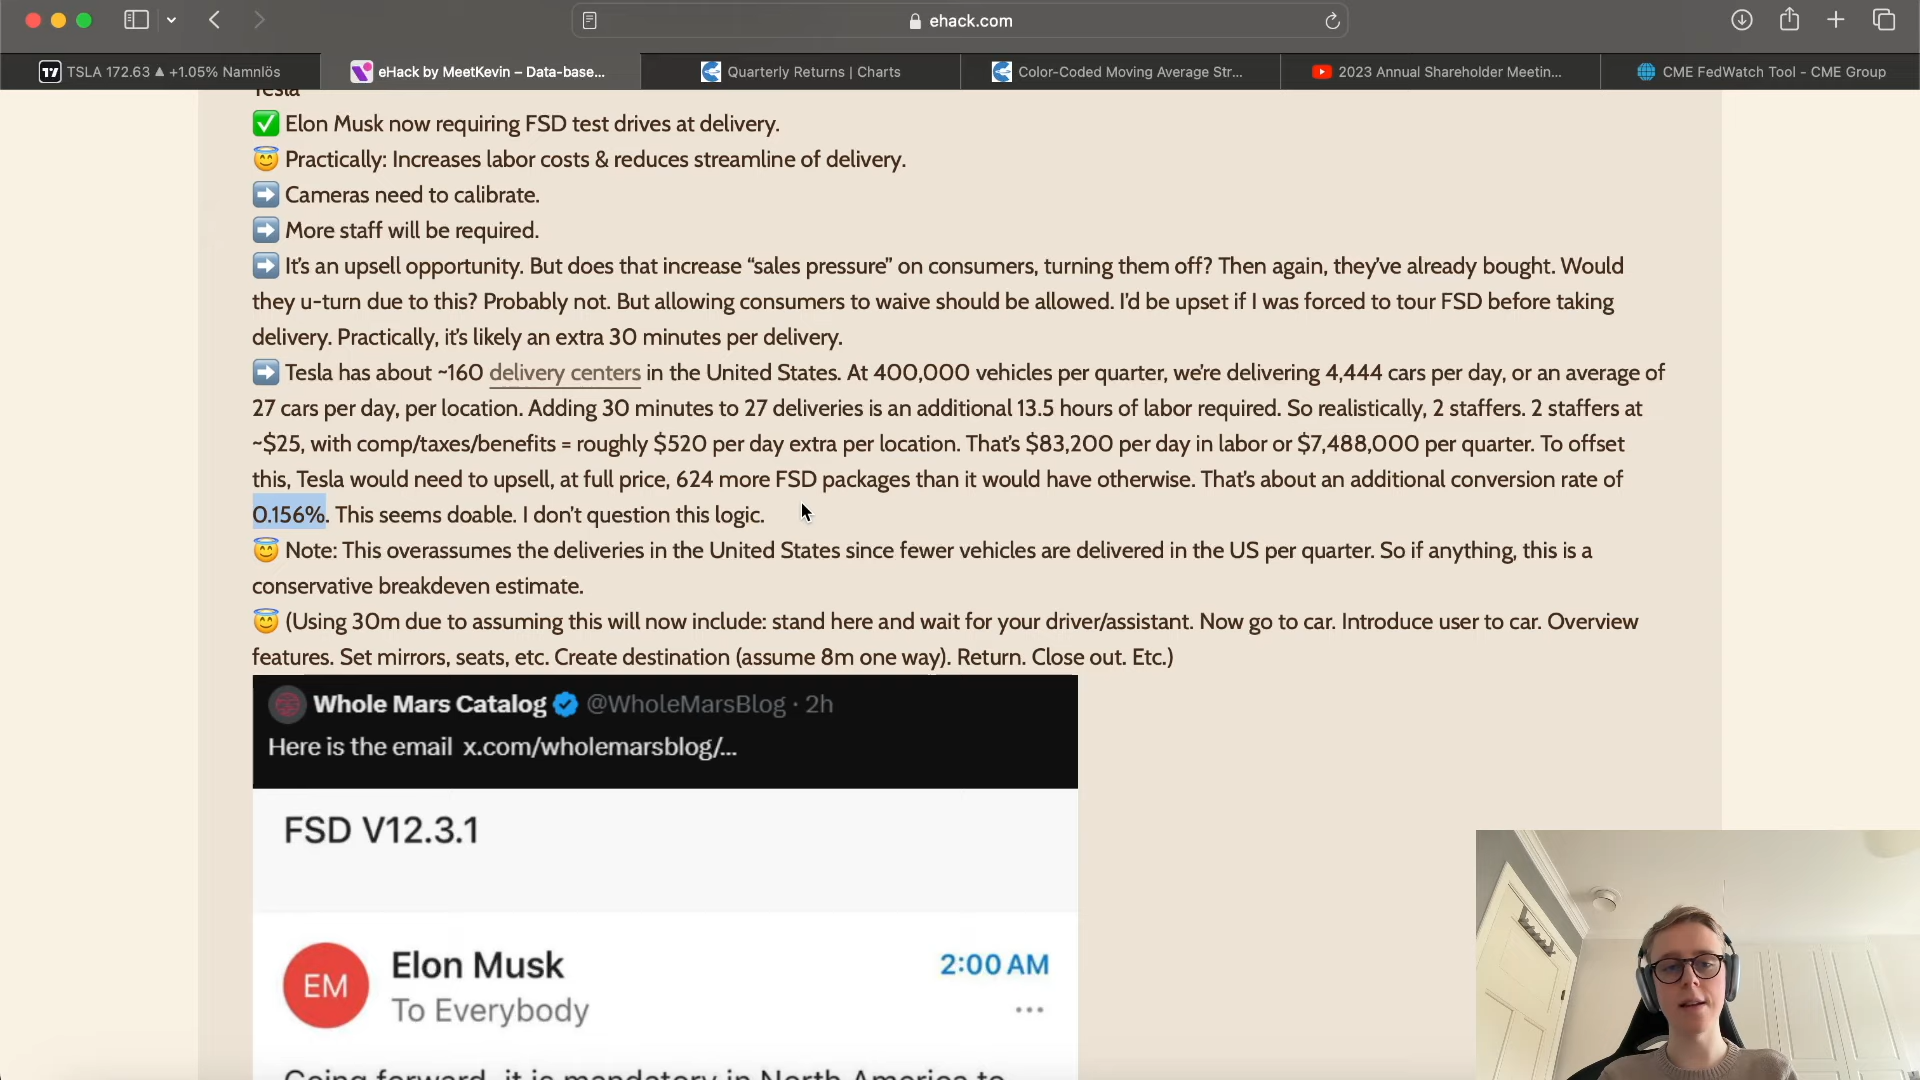 ehack.com
TSLA 172.63 ▲ +1.05% Namnlös
eHack by MeetKevin – Data-base...
Quarterly Returns | Charts
Color-Coded Moving Average Str...
2023 Annual Shareholder Meetin...
CME FedWatch Tool - CME Group
Tesla
✅ Elon Musk now requiring FSD test drives at delivery.
😇 Practically: Increases labor costs & reduces streamline of delivery.
➡️ Cameras need to calibrate.
➡️ More staff will be required.
➡️ It's an upsell opportunity. But does that increase “sales pressure” on consumers, turning them off? Then again, they've already bought. Would
they u-turn due to this? Probably not. But allowing consumers to waive should be allowed. I'd be upset if I was forced to tour FSD before taking
delivery. Practically, it's likely an extra 30 minutes per delivery.
➡️ Tesla has about ~160 delivery centers in the United States. At 400,000 vehicles per quarter, we're delivering 4,444 cars per day, or an average of
27 cars per day, per location. Adding 30 minutes to 27 deliveries is an additional 13.5 hours of labor required. So realistically, 2 staffers. 2 staffers at
~$25, with comp/taxes/benefits = roughly $520 per day extra per location. That's $83,200 per day in labor or $7,488,000 per quarter. To offset
this, Tesla would need to upsell, at full price, 624 more FSD packages than it would have otherwise. That's about an additional conversion rate of
0.156%. This seems doable. I don't question this logic.
😇 Note: This overassumes the deliveries in the United States since fewer vehicles are delivered in the US per quarter. So if anything, this is a
conservative breakdeven estimate.
😇 (Using 30m due to assuming this will now include: stand here and wait for your driver/assistant. Now go to car. Introduce user to car. Overview
features. Set mirrors, seats, etc. Create destination (assume 8m one way). Return. Close out. Etc.)
Whole Mars Catalog @WholeMarsBlog · 2h
Here is the email x.com/wholemarsblog/...
FSD V12.3.1
EM
Elon Musk
2:00 AM
To Everybody
Going forward, it is mandatory in North America to